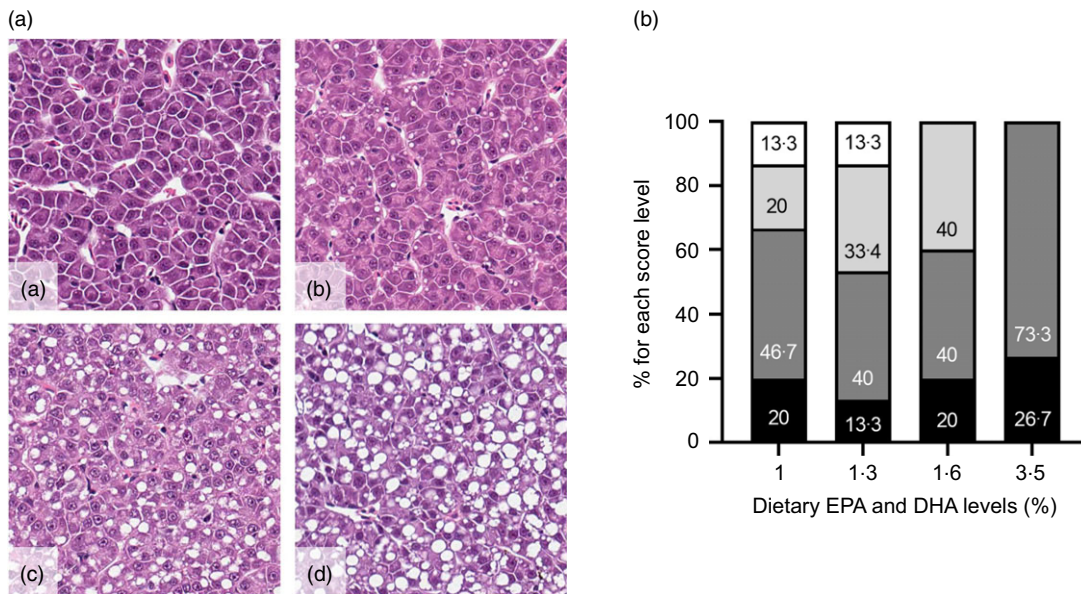 (a)
(b)
(a)
(b)
(c)
(d)
% for each score level
100
80
60
40
20
0
13·3
20
46·7
20
13·3
33·4
40
13·3
40
40
20
73·3
26·7
1
1·3
1·6
3·5
Dietary EPA and DHA levels (%)